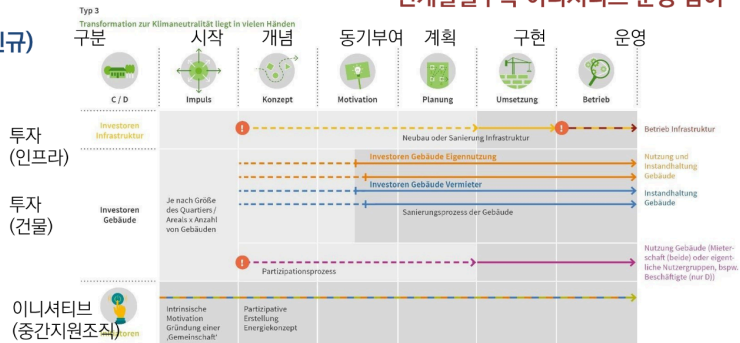 Typ 3
Transformation zur Klimaneutralität liegt in vielen Händen
규)
구분 시작 개념 동기부여 계획 구현 운영
C / D Impuls Konzept Motivation Planung Umsetzung Betrieb
투자
(인프라)
Investoren
Infrastruktur
Neubau oder Sanierung Infrastruktur
Betrieb Infrastruktur
투자
(건물)
Investoren
Gebäude
Je nach Größe
des Quartiers /
Areals x Anzahl
von Gebäuden
Investoren Gebäude Eigennutzung
Investoren Gebäude Vermieter
Sanierungsprozess der Gebäude
Nutzung und
Instandhaltung
Gebäude
Instandhaltung
Gebäude
Partizipationsprozess
Nutzung Gebäude (Mieter-
schaft (beide) oder eigent-
liche Nutzergruppen, bspw.
Beschäftigte (nur D))
이니셔티브
(중간지원조직)
Intrinsische
Motivation
Gründung einer
‚Gemeinschaft'
Partizipative
Erstellung
Energiekonzept